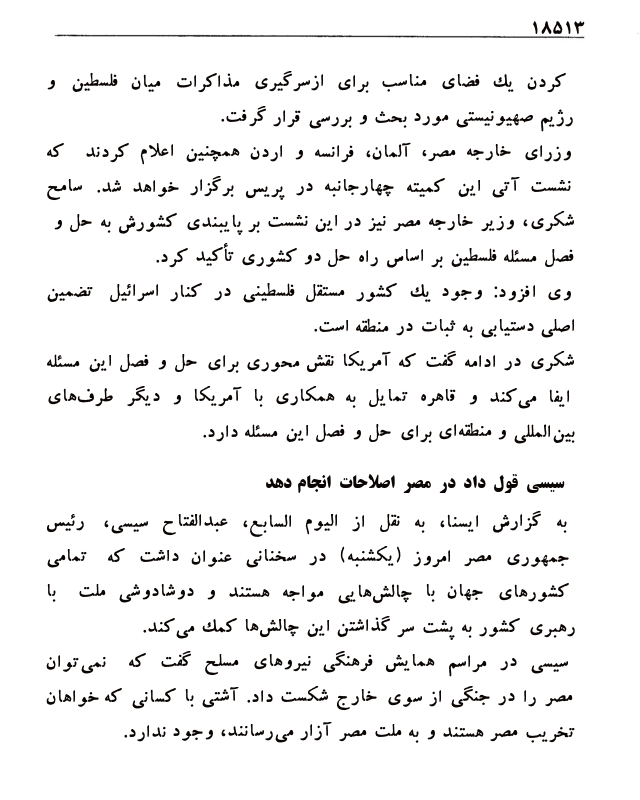 ۱۸۵۱۳
کردن یك فضای مناسب برای ازسرگیری مذاکرات میان فلسطین و
رژیم صهیونیستی مورد بحث و بررسی قرار گرفت.
وزرای خارجه مصر، آلمان، فرانسه و اردن همچنین اعلام کردند که
نشست آتی این کمیته چهارجانبه در پریس برگزار خواهد شد. سامح
شکری، وزیر خارجه مصر نیز در این نشست بر پایبندی کشورش به حل و
فصل مسئله فلسطین بر اساس راه حل دو کشوری تأکید کرد.
وی افزود: وجود یك کشور مستقل فلسطینی در کنار اسرائیل تضمین
اصلی دستیابی به ثبات در منطقه است.
شکری در ادامه گفت که آمریکا نقش محوری برای حل و فصل این مسئله
ایفا می‌کند و قاهره تمایل به همکاری با آمریکا و دیگر طرف‌های
بین‌المللی و منطقه‌ای برای حل و فصل این مسئله دارد.
سیسی قول داد در مصر اصلاحات انجام دهد
به گزارش ایسنا، به نقل از الیوم السابع، عبدالفتاح سیسی، رئیس
جمهوری مصر امروز (یکشنبه) در سخنانی عنوان داشت که تمامی
کشورهای جهان با چالش‌هایی مواجه هستند و دوشادوشی ملت با
رهبری کشور به پشت سر گذاشتن این چالش‌ها کمك می‌کند.
سیسی در مراسم همایش فرهنگی نیروهای مسلح گفت که نمی‌توان
مصر را در جنگی از سوی خارج شکست داد. آشتی با کسانی که خواهان
تخریب مصر هستند و به ملت مصر آزار می‌رسانند، وجود ندارد.